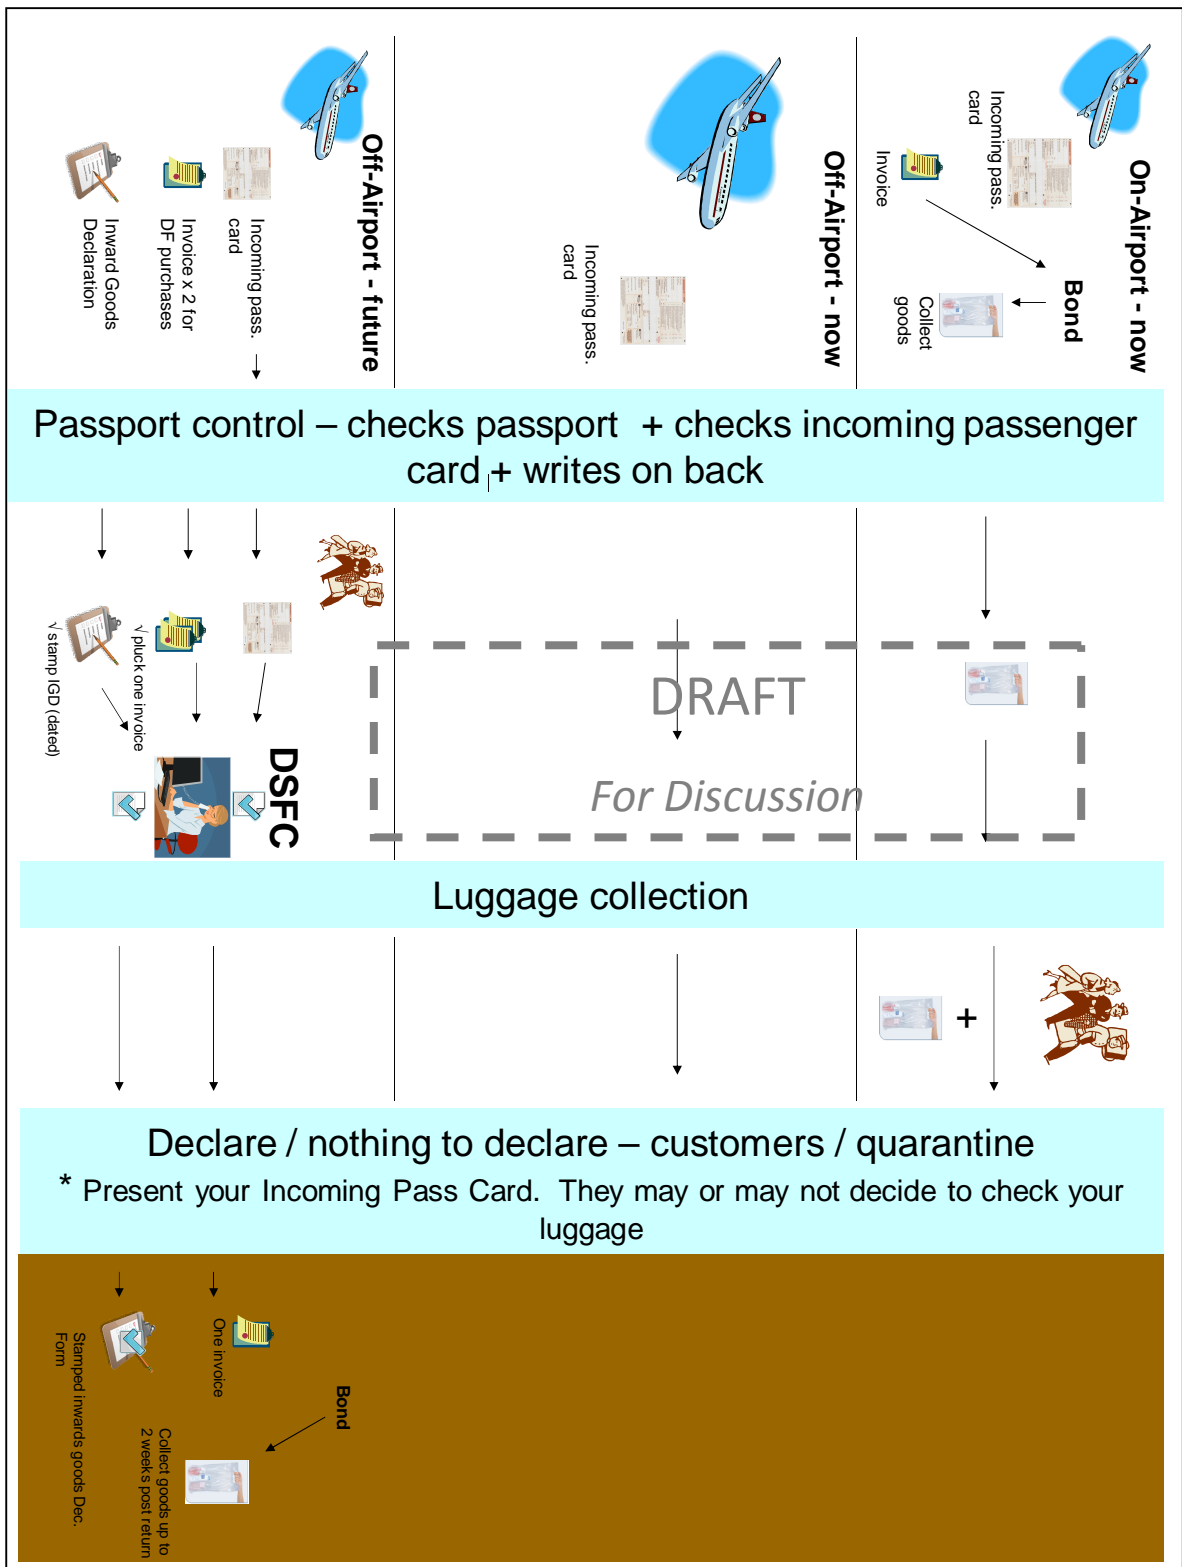 Off-Airport - future
Incoming pass.
card
Invoice x 2 for
DF purchases
Inward Goods
Declaration
Off-Airport - now
Incoming pass.
card
On-Airport - now
Incoming pass.
card
Invoice
Bond
Collect
goods
Passport control – checks passport + checks incoming passenger
card + writes on back
√ pluck one invoice
√ stamp IGD (dated)
DSFC
DRAFT
For Discussion
Luggage collection
+
Declare / nothing to declare – customers / quarantine
* Present your Incoming Pass Card. They may or may not decide to check your
luggage
One invoice
Stamped inwards goods Dec.
Form
Bond
Collect goods up to
2 weeks post return